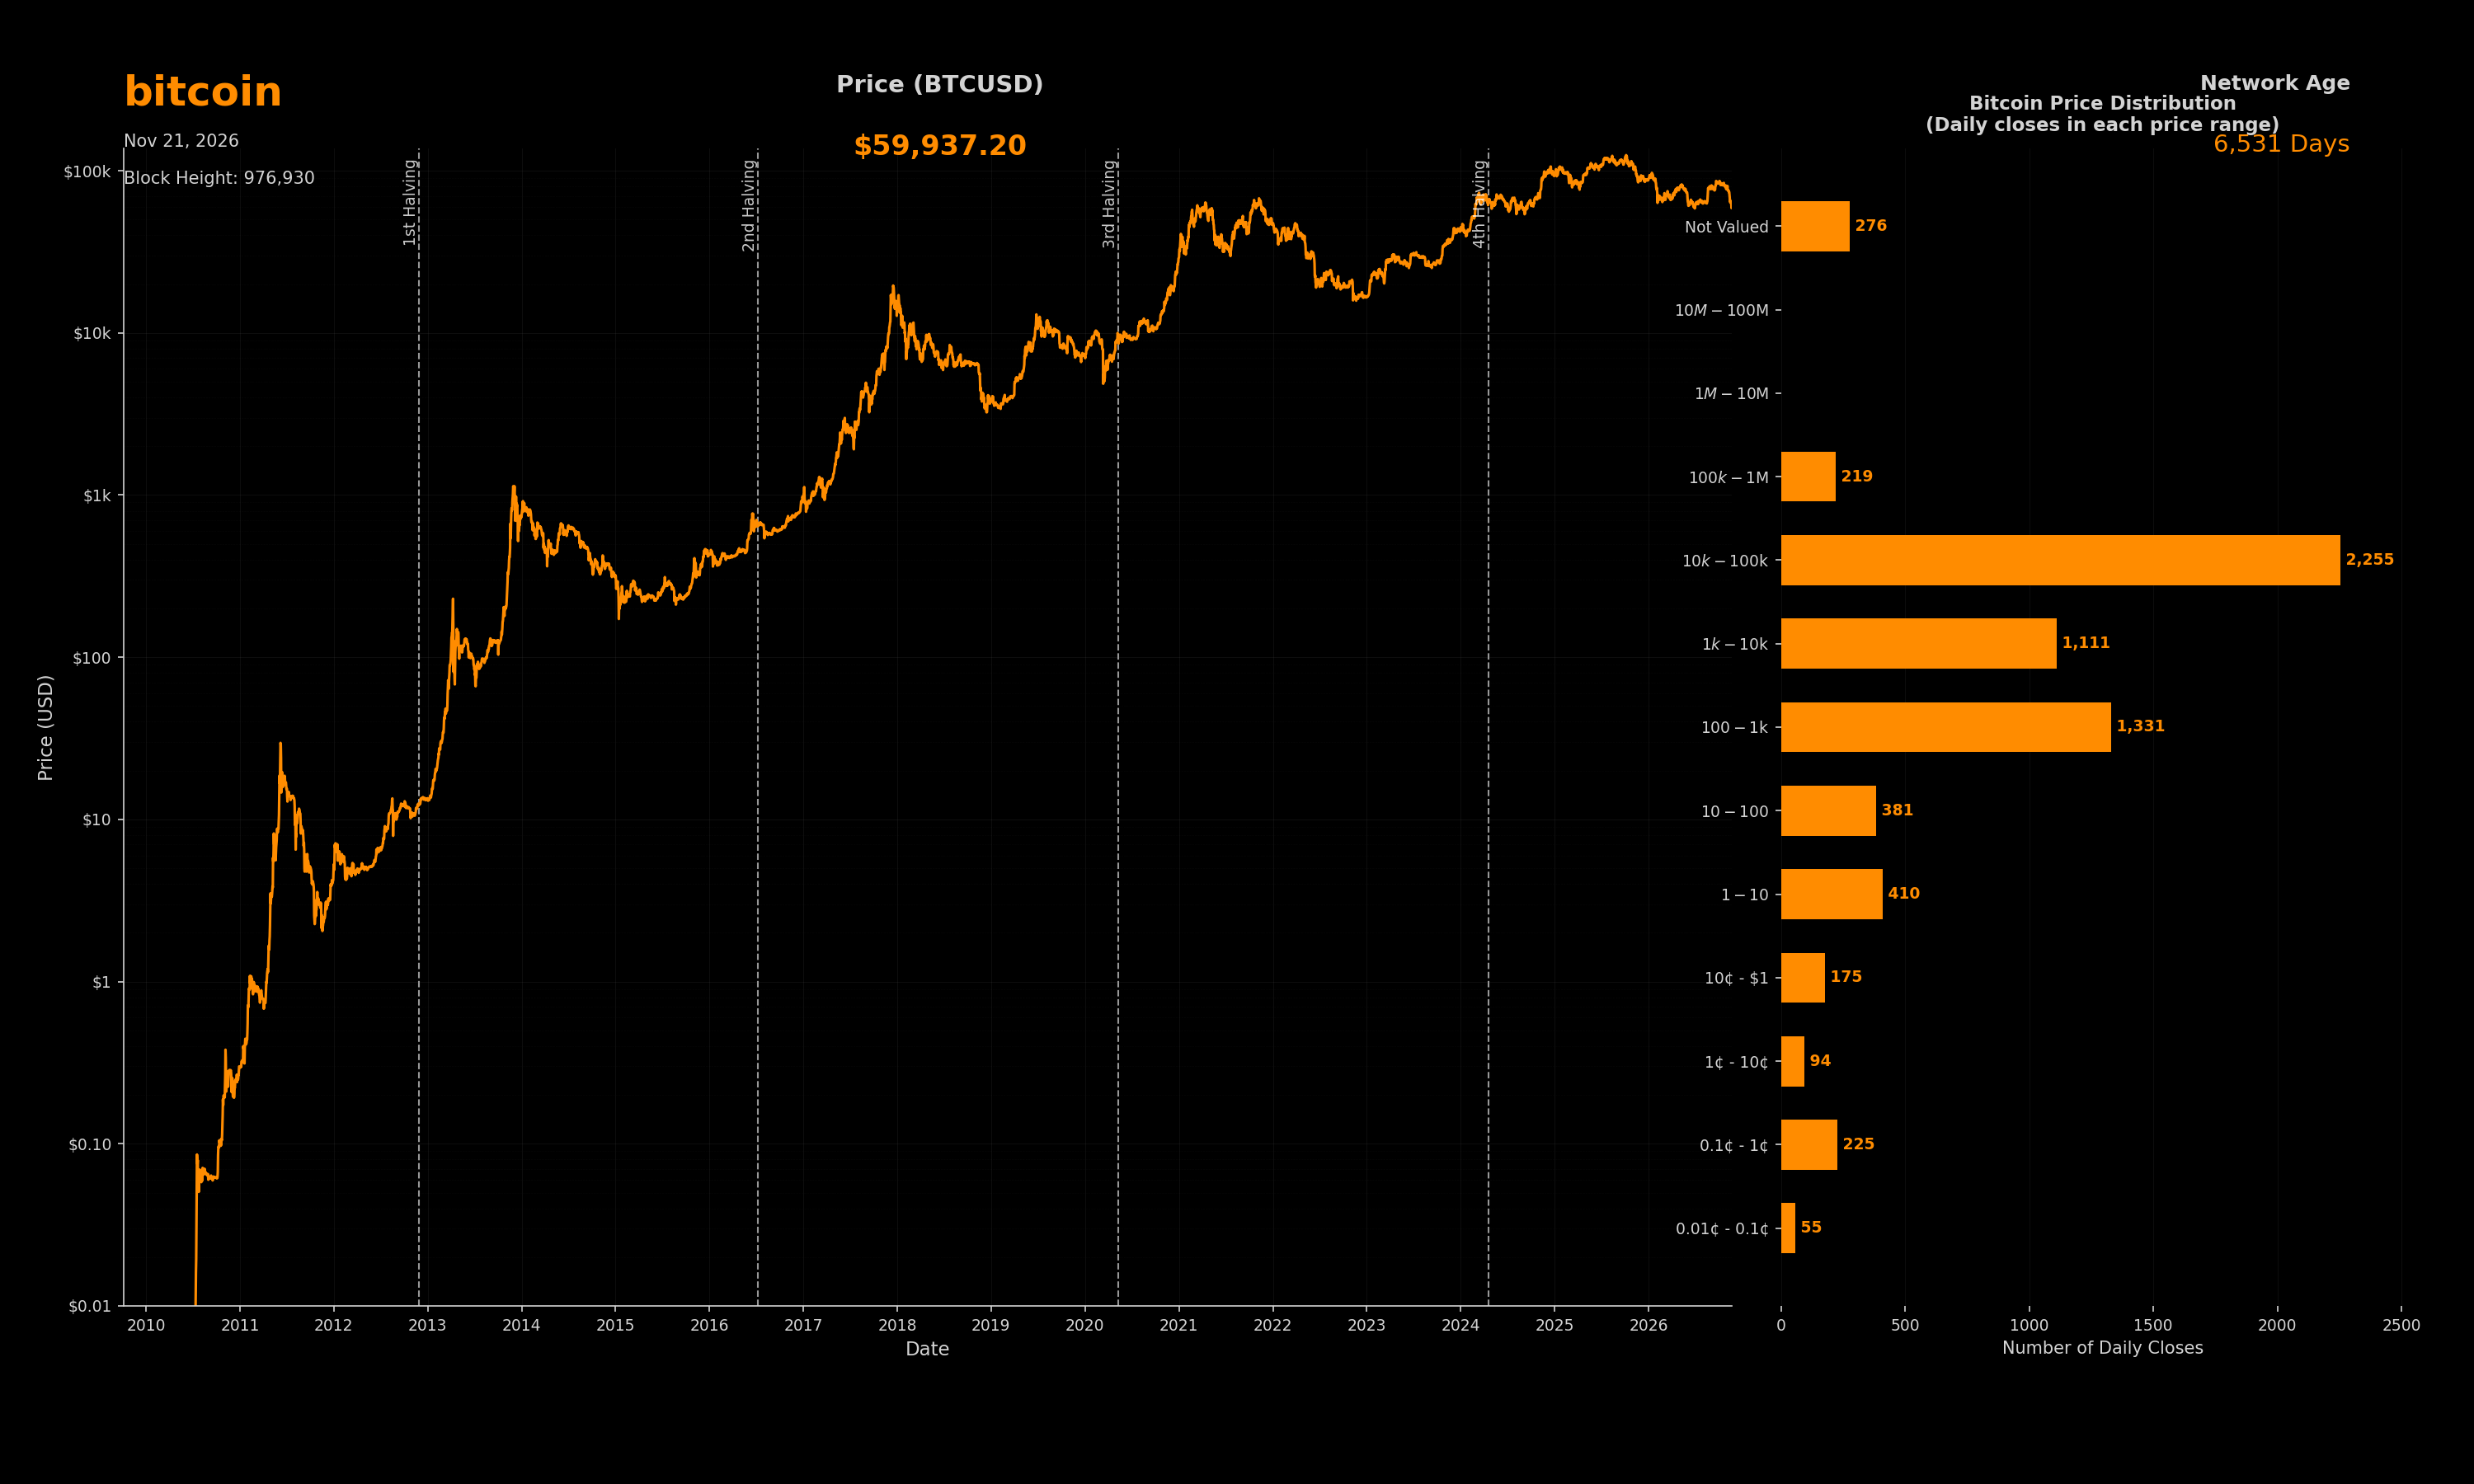 bitcoin
Nov 21, 2026
Block Height: 976,930
Price (BTCUSD)
$59,937.20
Network Age
6,531 Days
Bitcoin Price Distribution
(Daily closes in each price range)
Price (USD)
$100k
$10k
$1k
$100
$10
$1
$0.10
$0.01
1st Halving
2nd Halving
3rd Halving
4th Halving
2010 2011 2012 2013 2014 2015 2016 2017 2018 2019 2020 2021 2022 2023 2024 2025 2026
Date
Not Valued 276
10M − 100M
1M − 10M
100k − 1M 219
10k − 100k 2,255
1k − 10k 1,111
100 − 1k 1,331
10 − 100 381
1 − 10 410
10¢ - $1 175
1¢ - 10¢ 94
0.1¢ - 1¢ 225
0.01¢ - 0.1¢ 55
0 500 1000 1500 2000 2500
Number of Daily Closes